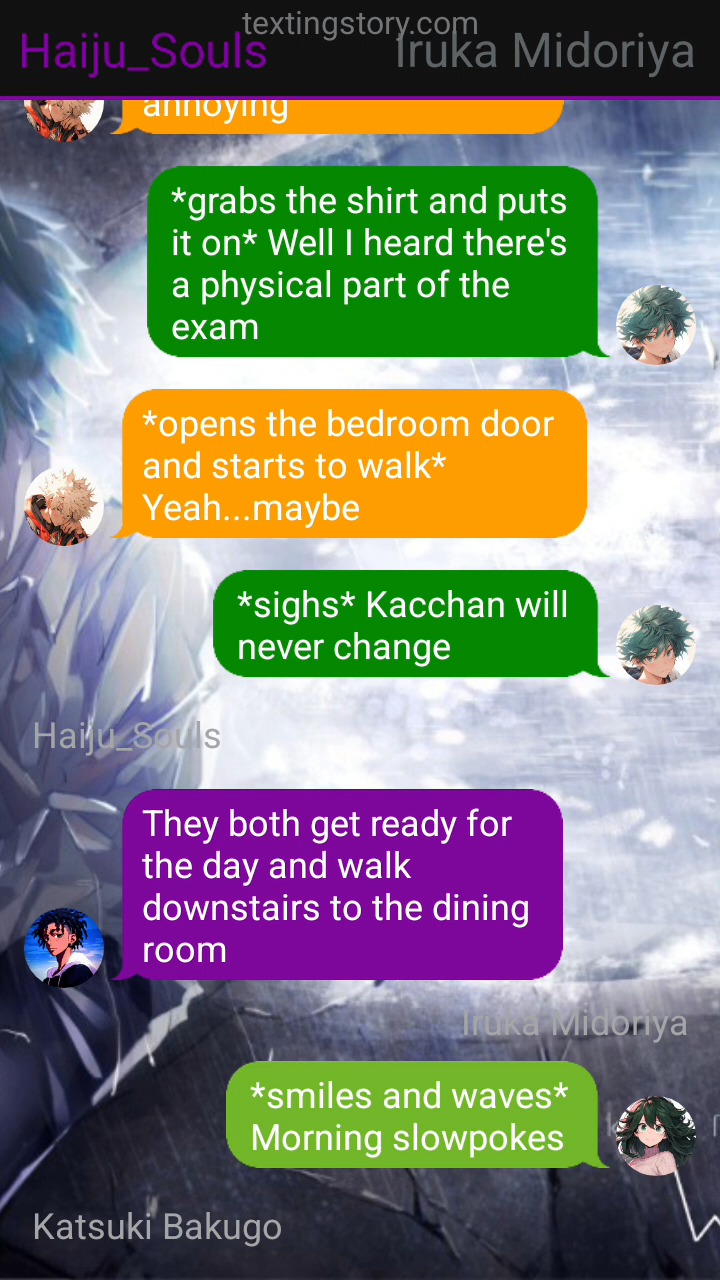 textingstory.com
Haiju_Souls
Iruka Midoriya
annoying
*grabs the shirt and puts
it on* Well I heard there's
a physical part of the
exam
*opens the bedroom door
and starts to walk*
Yeah...maybe
*sighs* Kacchan will
never change
Haiju_Souls
They both get ready for
the day and walk
downstairs to the dining
room
Iruka Midoriya
*smiles and waves*
Morning slowpokes
Katsuki Bakugo